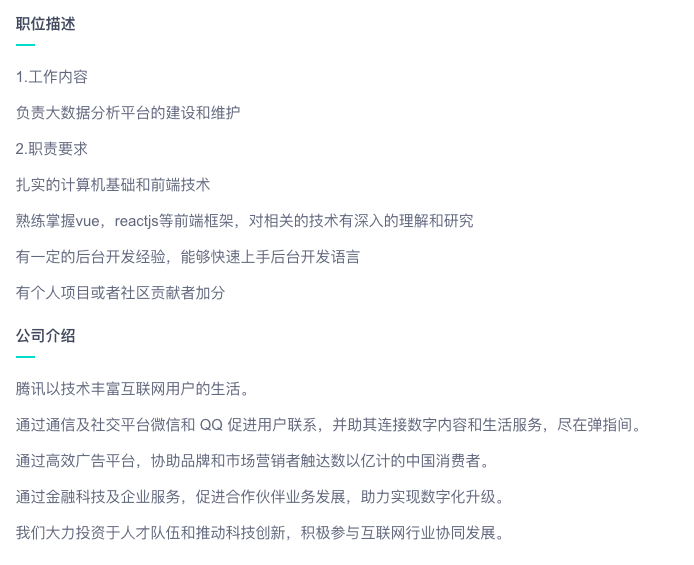 职位描述
1.工作内容
负责大数据分析平台的建设和维护
2.职责要求
扎实的计算机基础和前端技术
熟练掌握vue，reactjs等前端框架，对相关的技术有深入的理解和研究
有一定的后台开发经验，能够快速上手后台开发语言
有个人项目或者社区贡献者加分
公司介绍
腾讯以技术丰富互联网用户的生活。
通过通信及社交平台微信和 QQ 促进用户联系，并助其连接数字内容和生活服务，尽在弹指间。
通过高效广告平台，协助品牌和市场营销者触达数以亿计的中国消费者。
通过金融科技及企业服务，促进合作伙伴业务发展，助力实现数字化升级。
我们大力投资于人才队伍和推动科技创新，积极参与互联网行业协同发展。